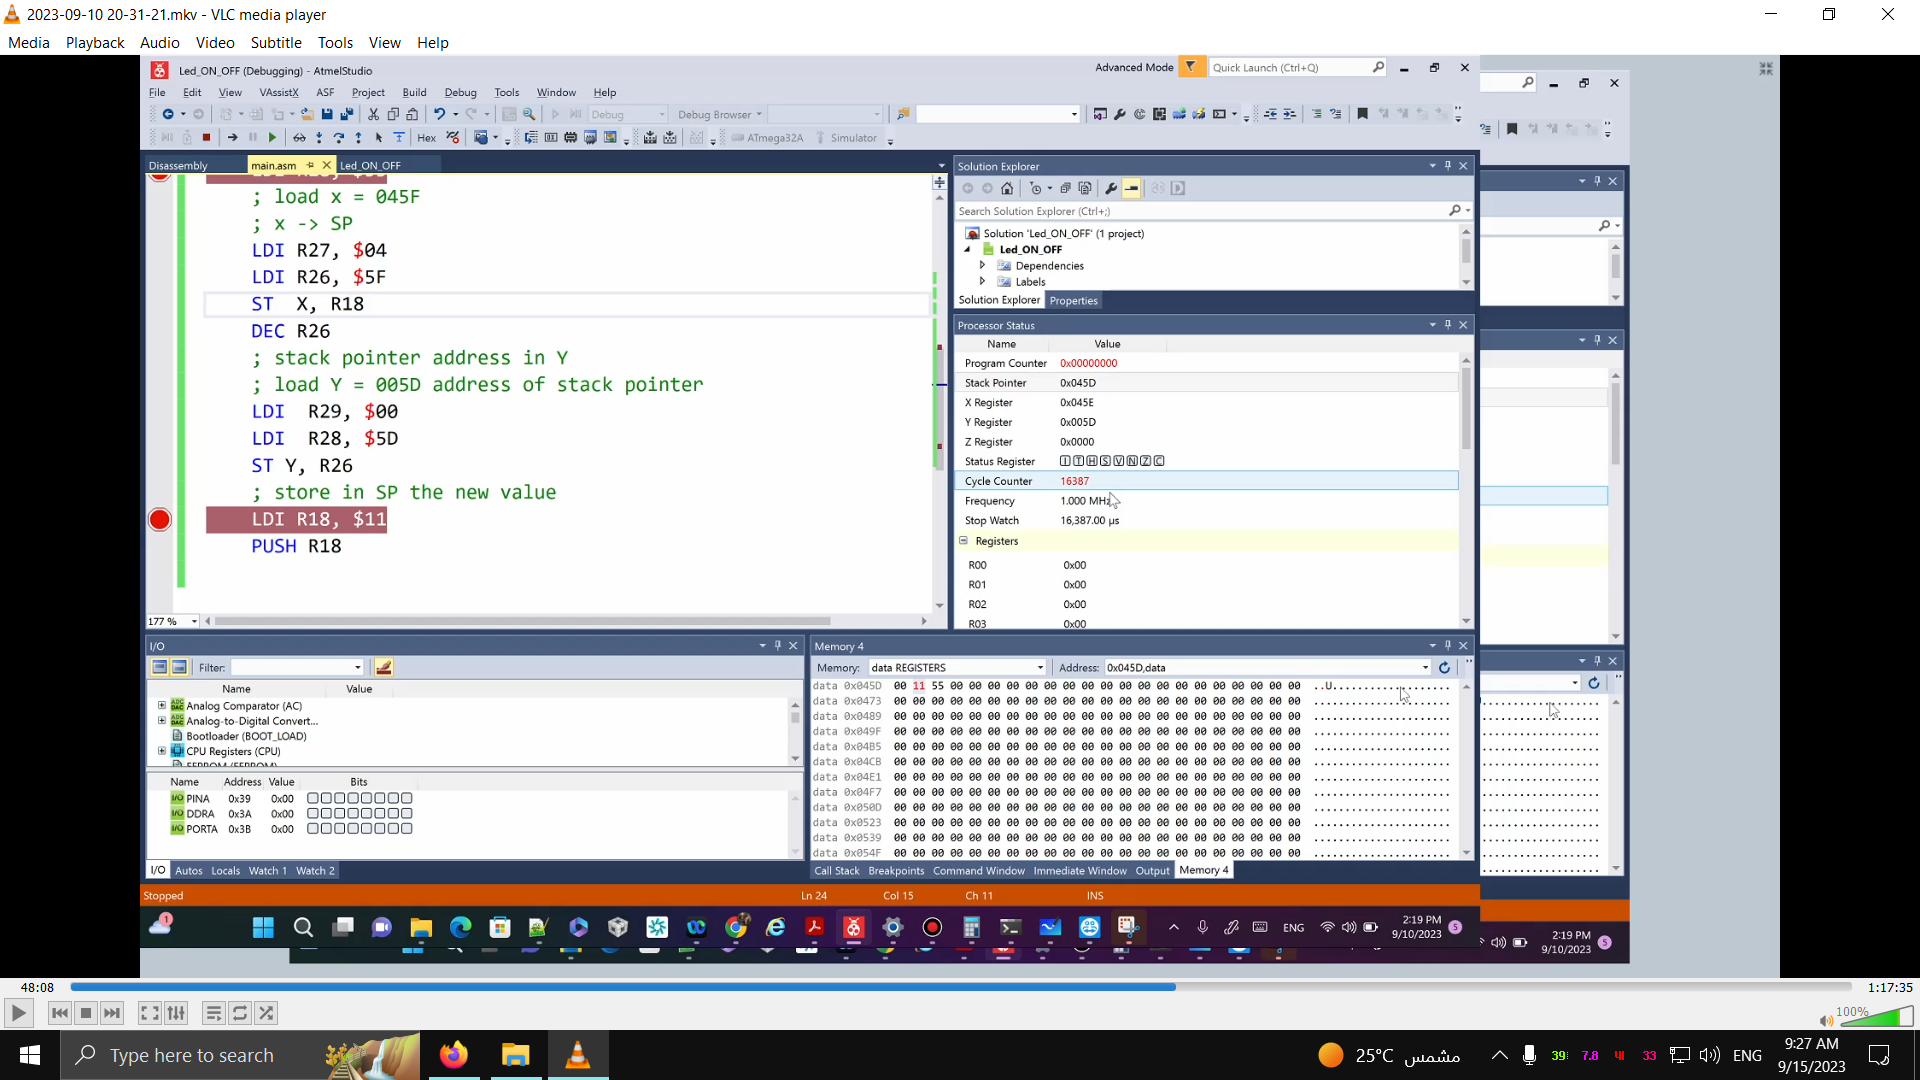 2023-09-10 20-31-21.mkv - VLC media player
Media Playback Audio Video Subtitle Tools View Help
Led_ON_OFF (Debugging) - AtmelStudio
Advanced Mode
Quick Launch (Ctrl+Q)
File Edit View VAssistX ASF Project Build Debug Tools Window Help
Debug
Debug Browser
Hex
ATmega32A
Simulator
Disassembly
main.asm
Led_ON_OFF
; load x = 045F
; x -> SP
LDI R27, $04
LDI R26, $5F
ST X, R18
DEC R26
; stack pointer address in Y
; load Y = 005D address of stack pointer
LDI R29, $00
LDI R28, $5D
ST Y, R26
; store in SP the new value
LDI R18, $11
PUSH R18
177 %
Solution Explorer
Search Solution Explorer (Ctrl+;)
Solution 'Led_ON_OFF' (1 project)
Led_ON_OFF
Dependencies
Labels
Solution Explorer Properties
Processor Status
Name Value
Program Counter 0x00000000
Stack Pointer 0x045D
X Register 0x045E
Y Register 0x005D
Z Register 0x0000
Status Register I T H S V N Z C
Cycle Counter 16387
Frequency 1.000 MHz
Stop Watch 16,387.00 µs
Registers
R00 0x00
R01 0x00
R02 0x00
R03 0x00
I/O
Filter:
Name Value
Analog Comparator (AC)
Analog-to-Digital Convert...
Bootloader (BOOT_LOAD)
CPU Registers (CPU)
EEPROM (EEPROM)
Name Address Value Bits
I/O PINA 0x39 0x00
I/O DDRA 0x3A 0x00
I/O PORTA 0x3B 0x00
I/O Autos Locals Watch 1 Watch 2
Memory 4
Memory: data REGISTERS Address: 0x045D,data
data 0x045D 00 11 55 00 00 00 00 00 00 00 00 00 00 00 00 00 00 00 00 00 00 00 ..U...................
data 0x0473 00 00 00 00 00 00 00 00 00 00 00 00 00 00 00 00 00 00 00 00 00 00 ......................
data 0x0489 00 00 00 00 00 00 00 00 00 00 00 00 00 00 00 00 00 00 00 00 00 00 ......................
data 0x049F 00 00 00 00 00 00 00 00 00 00 00 00 00 00 00 00 00 00 00 00 00 00 ......................
data 0x04B5 00 00 00 00 00 00 00 00 00 00 00 00 00 00 00 00 00 00 00 00 00 00 ......................
data 0x04CB 00 00 00 00 00 00 00 00 00 00 00 00 00 00 00 00 00 00 00 00 00 00 ......................
data 0x04E1 00 00 00 00 00 00 00 00 00 00 00 00 00 00 00 00 00 00 00 00 00 00 ......................
data 0x04F7 00 00 00 00 00 00 00 00 00 00 00 00 00 00 00 00 00 00 00 00 00 00 ......................
data 0x050D 00 00 00 00 00 00 00 00 00 00 00 00 00 00 00 00 00 00 00 00 00 00 ......................
data 0x0523 00 00 00 00 00 00 00 00 00 00 00 00 00 00 00 00 00 00 00 00 00 00 ......................
data 0x0539 00 00 00 00 00 00 00 00 00 00 00 00 00 00 00 00 00 00 00 00 00 00 ......................
data 0x054F 00 00 00 00 00 00 00 00 00 00 00 00 00 00 00 00 00 00 00 00 00 00 ......................
Call Stack Breakpoints Command Window Immediate Window Output Memory 4
Stopped
Ln 24
Col 15
Ch 11
INS
1
ENG
2:19 PM
9/10/2023
5
2:19 PM
9/10/2023
5
48:08
1:17:35
100%
Type here to search
25°C
مشمس
39
7.8
33
ENG
9:27 AM
9/15/2023